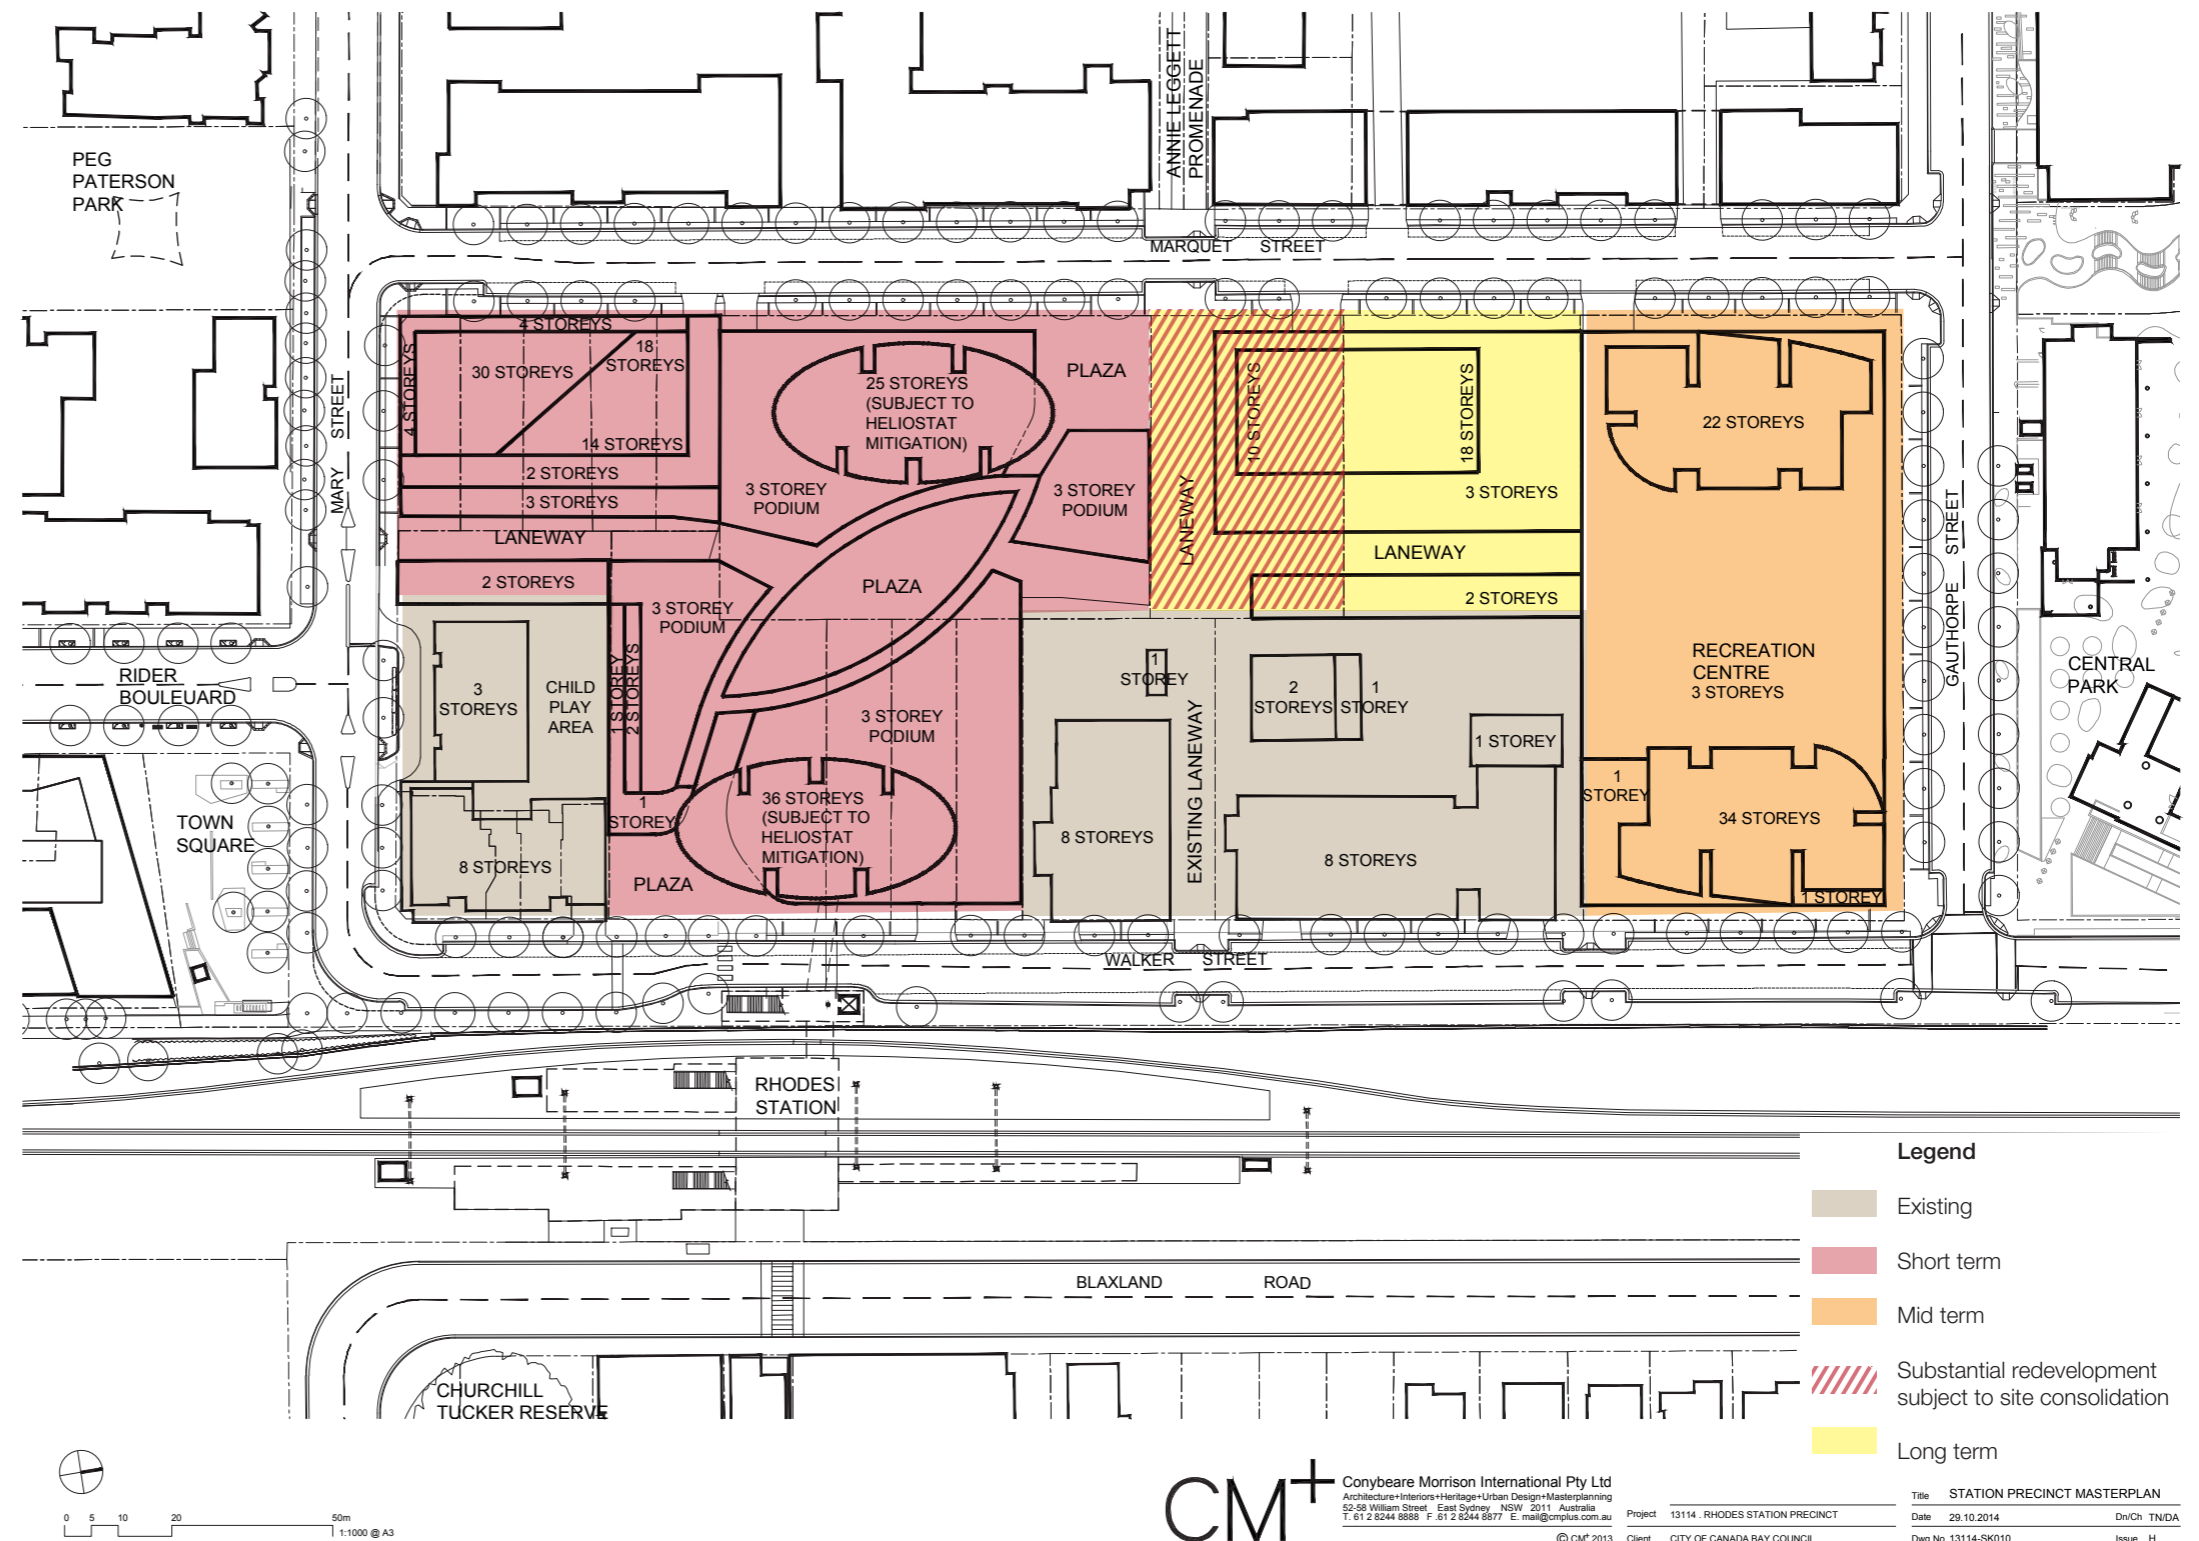 PEG
PATERSON
PARK
ANNIE LEGGETT
PROMENADE
MARQUET STREET
MARY STREET
4 STOREYS
4 STOREYS
30 STOREYS
18
STOREYS
14 STOREYS
2 STOREYS
3 STOREYS
LANEWAY
2 STOREYS
25 STOREYS
(SUBJECT TO
HELIOSTAT
MITIGATION)
PLAZA
3 STOREY
PODIUM
3 STOREY
PODIUM
PLAZA
3 STOREY
PODIUM
LANEWAY
10 STOREYS
18 STOREYS
3 STOREYS
LANEWAY
2 STOREYS
22 STOREYS
RECREATION
CENTRE
3 STOREYS
GAUTHORPE STREET
CENTRAL
PARK
RIDER
BOULEUARD
3
STOREYS
CHILD
PLAY
AREA
1 STOREY
2 STOREYS
3 STOREY
PODIUM
1
STOREY
EXISTING LANEWAY
2
STOREYS
1
STOREY
1 STOREY
1
STOREY
34 STOREYS
1 STOREY
TOWN
SQUARE
8 STOREYS
1
STOREY
36 STOREYS
(SUBJECT TO
HELIOSTAT
MITIGATION)
PLAZA
8 STOREYS
8 STOREYS
WALKER STREET
RHODES
STATION
BLAXLAND ROAD
CHURCHILL
TUCKER RESERVE
Legend
Existing
Short term
Mid term
Substantial redevelopment
subject to site consolidation
Long term
0 5 10 20 50m
1:1000 @ A3
CM+
Conybeare Morrison International Pty Ltd
Architecture+Interiors+Heritage+Urban Design+Masterplanning
52-58 William Street East Sydney NSW 2011 Australia
T. 61 2 8244 8888 F .61 2 8244 8877 E. mail@cmplus.com.au
© CM+ 2013
Project 13114 . RHODES STATION PRECINCT
Client CITY OF CANADA BAY COUNCIL
Title STATION PRECINCT MASTERPLAN
Date 29.10.2014 Dn/Ch TN/DA
Dwg No 13114-SK010 Issue H